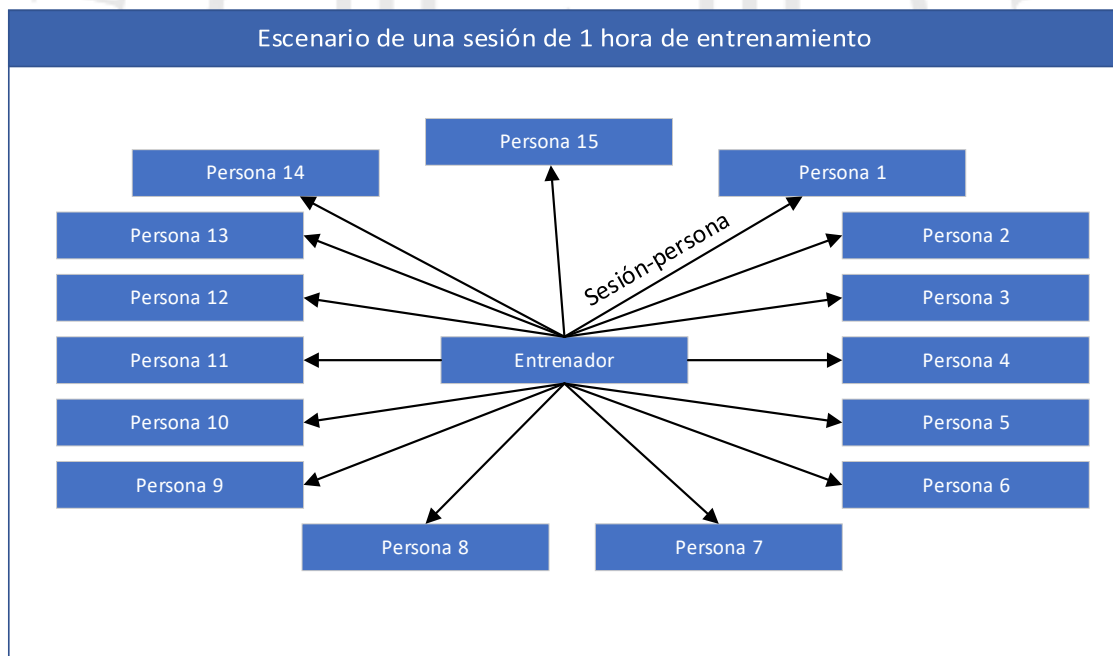 Escenario de una sesión de 1 hora de entrenamiento
Persona 15
Persona 14
Persona 1
Persona 13
Persona 2
Sesión-persona
Persona 12
Persona 3
Persona 11
Entrenador
Persona 4
Persona 10
Persona 5
Persona 9
Persona 6
Persona 8
Persona 7